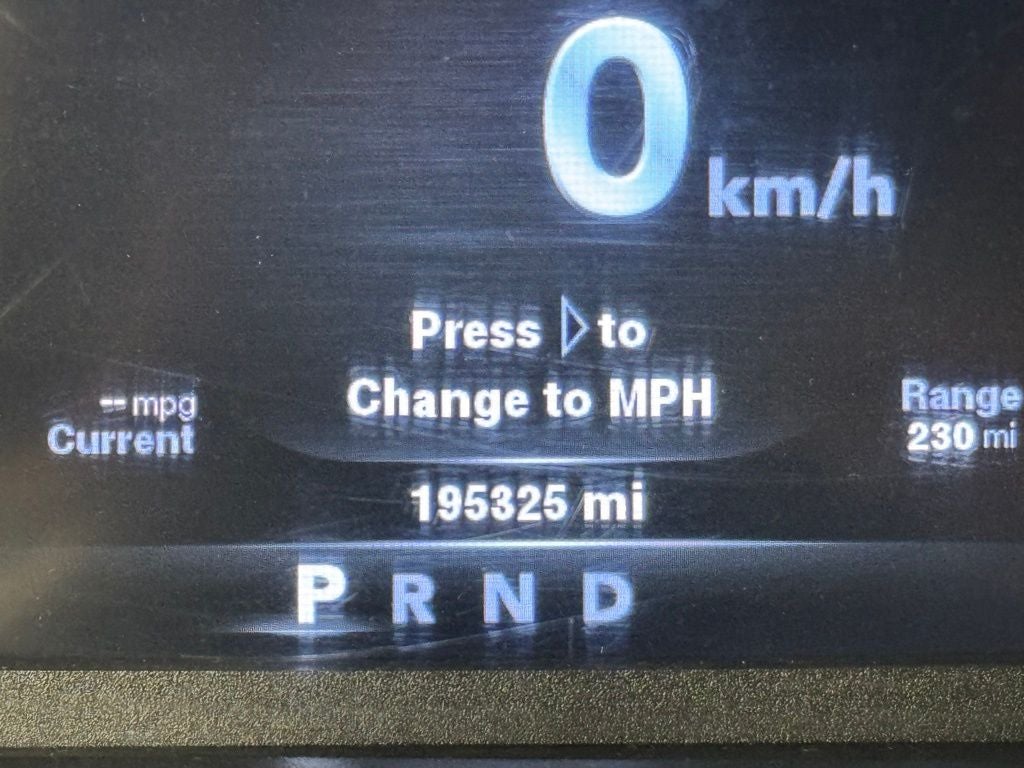 0 km/h
Press ▷ to
Change to MPH
-- mpg
Current
Range
230 mi
195325 mi
P R N D